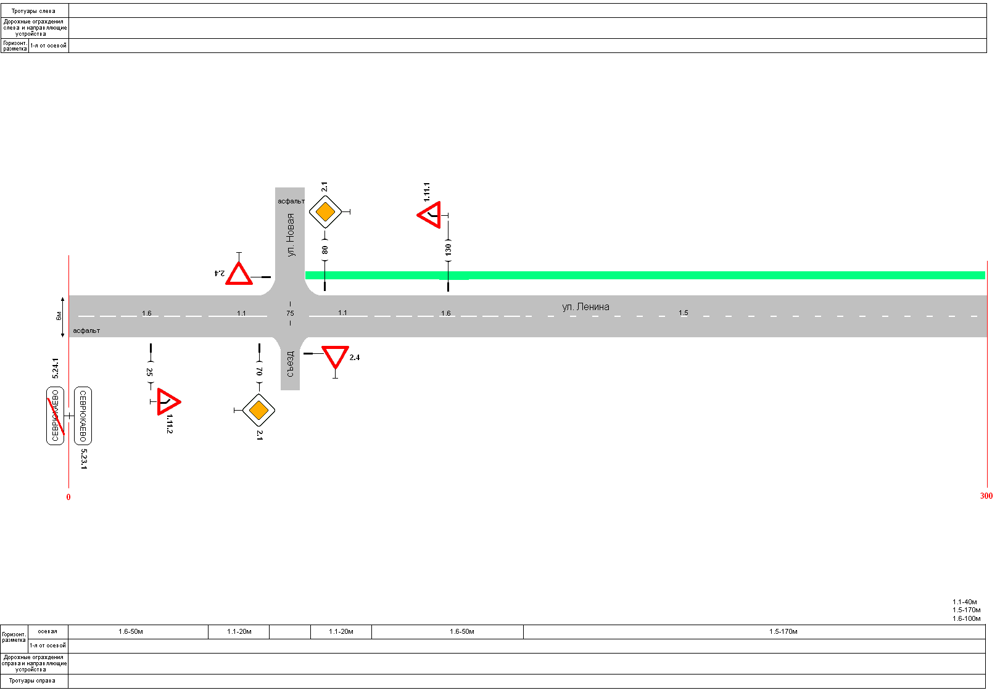 Тротуары слева
Дорожные ограждения
слева и направляющие
устройства
Горизонт.
разметка
1-я от осевой
2.1
1.11.1
асфальт
ул. Новая
80
130
2.4
ул. Ленина
1.6
1.1
75
1.1
1.6
1.5
6м
асфальт
5.24.1
25
70
съезд
2.4
СЕВРЮКАЕВО
СЕВРЮКАЕВО
1.11.2
2.1
5.23.1
0
300
1.1-40м
1.5-170м
1.6-100м
Горизонт.
разметка
осевая
1.6-50м
1.1-20м
1.1-20м
1.6-50м
1.5-170м
1-я от осевой
Дорожные ограждения
справа и направляющие
устройства
Тротуары справа